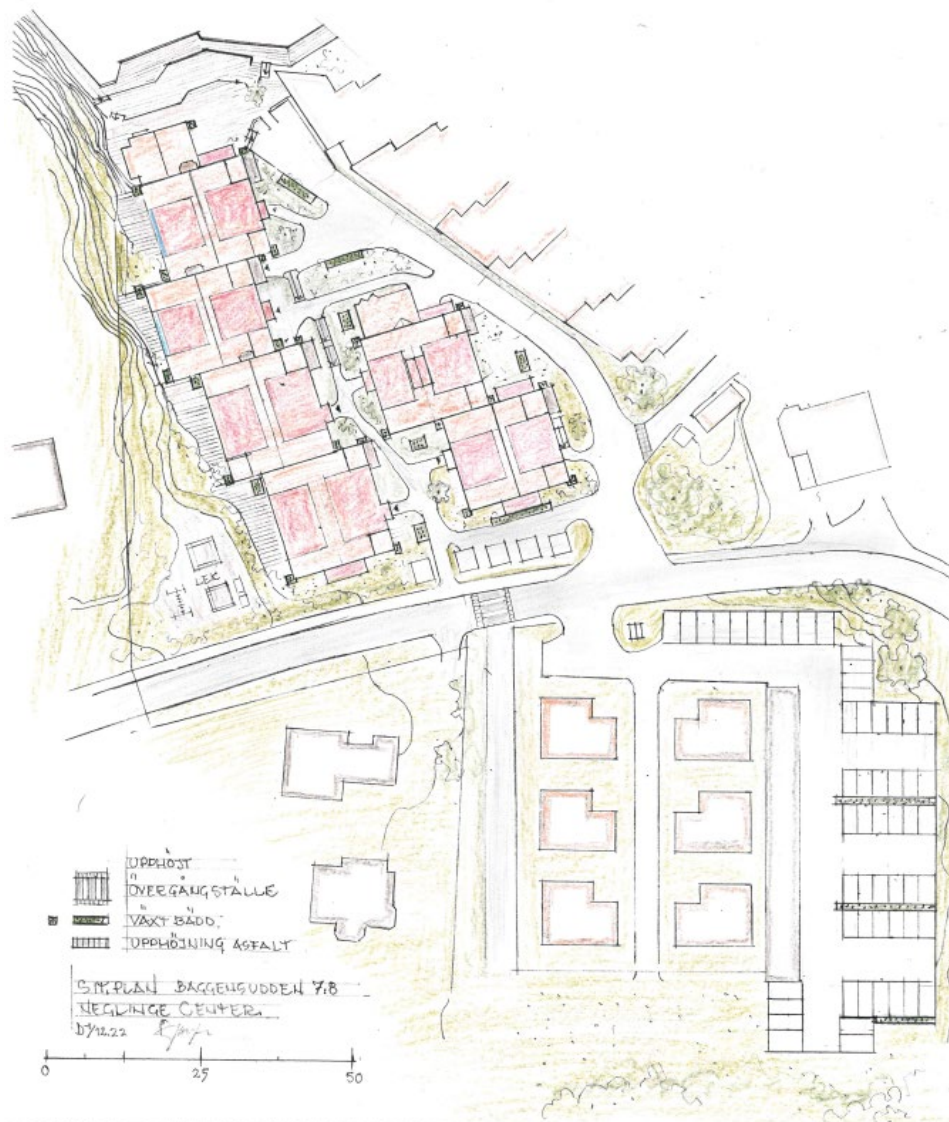 LEK
UPPHÖJT
ÖVERGÅNGSTÄLLE
VÄXTBÄDD.
UPPHÖJNING ASFALT
SIT.PLAN BAGGENSUDDEN 7:8
NEGLINGE CENTER.
0 25 50